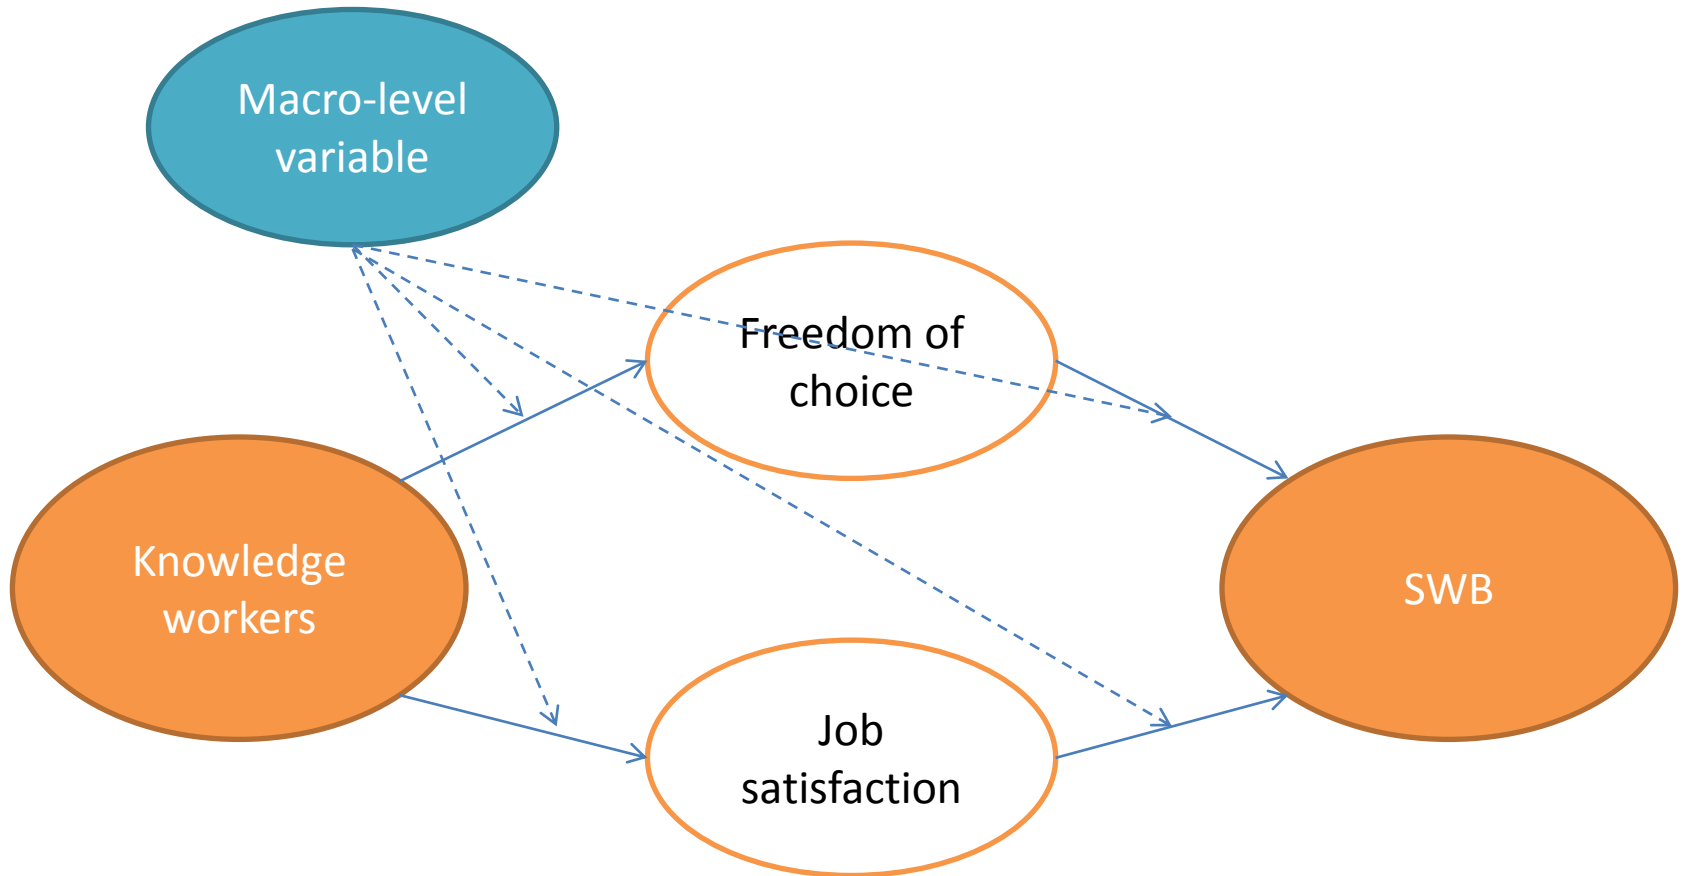 Macro-level
variable
Freedom of
choice
Knowledge
workers
SWB
Job
satisfaction